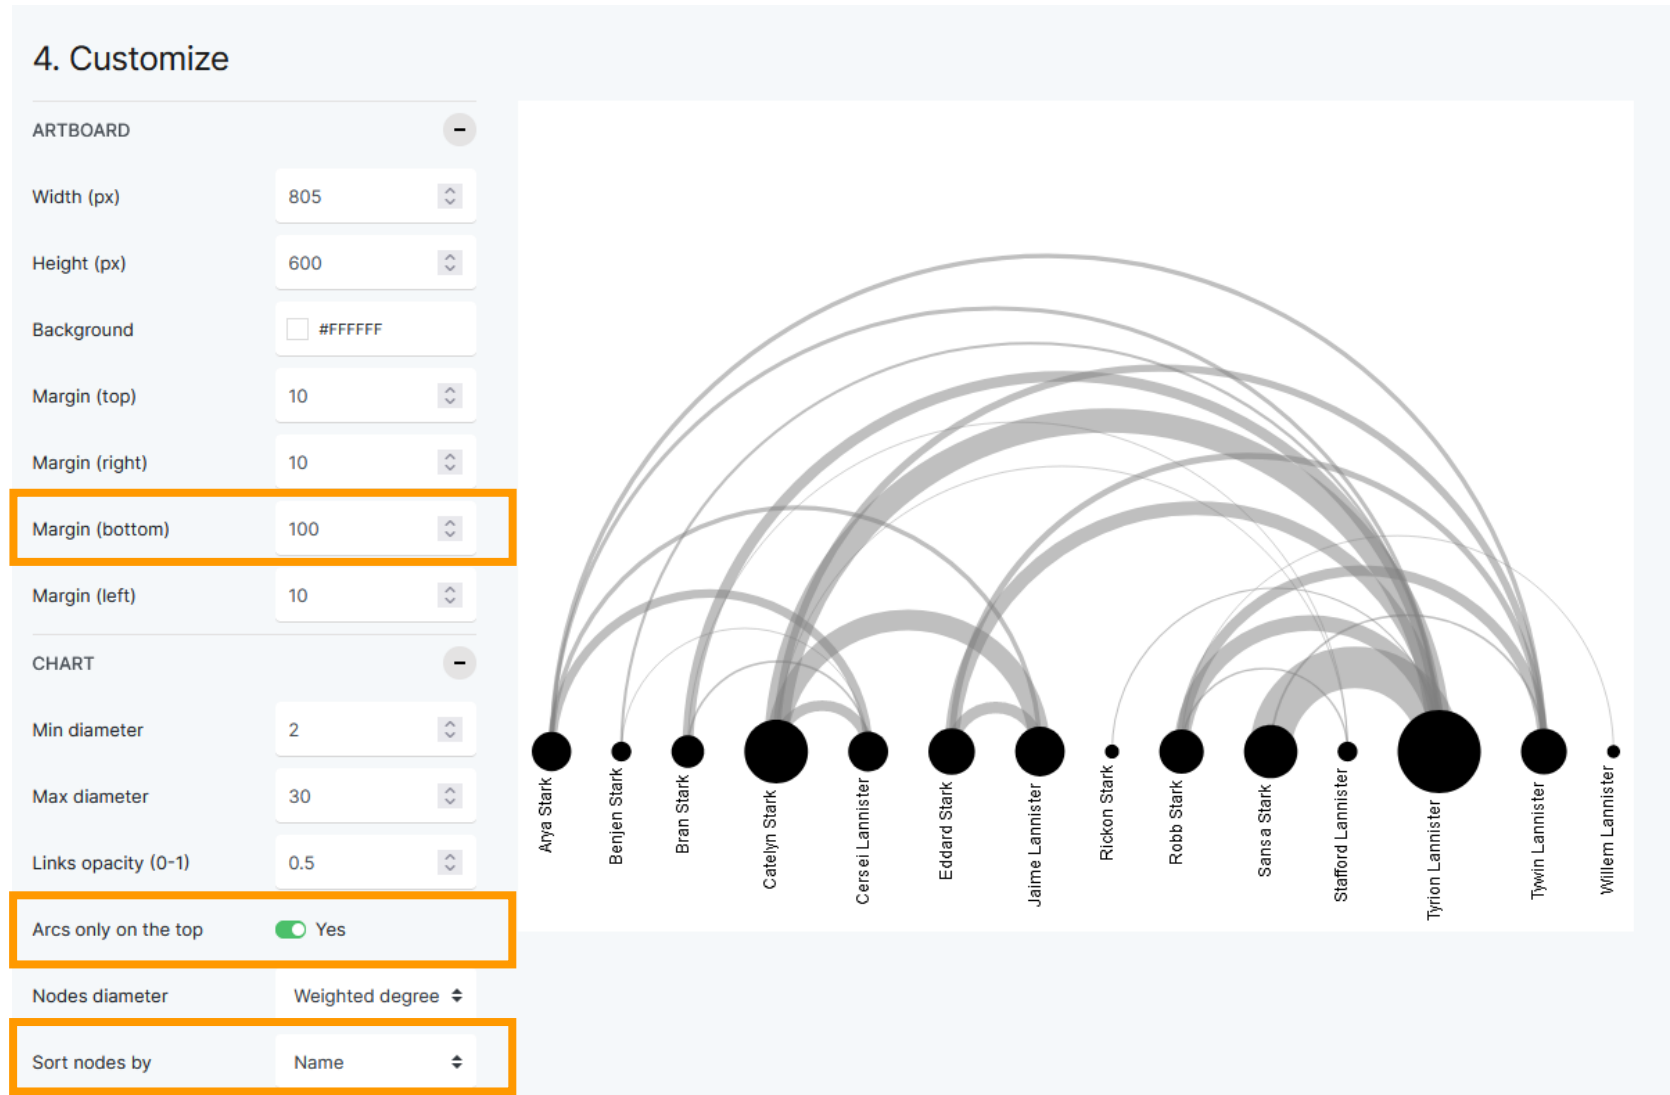 4. Customize
ARTBOARD
Width (px) 805
Height (px) 600
Background #FFFFFF
Margin (top) 10
Margin (right) 10
Margin (bottom) 100
Margin (left) 10
CHART
Min diameter 2
Max diameter 30
Links opacity (0-1) 0.5
Arcs only on the top Yes
Nodes diameter Weighted degree
Sort nodes by Name
Arya Stark
Benjen Stark
Bran Stark
Catelyn Stark
Cersei Lannister
Eddard Stark
Jaime Lannister
Rickon Stark
Robb Stark
Sansa Stark
Stafford Lannister
Tyrion Lannister
Tywin Lannister
Willem Lannister